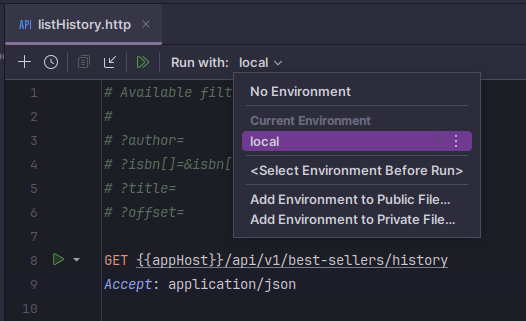 API listHistory.http
Run with: local
No Environment
Current Environment
local
<Select Environment Before Run>
Add Environment to Public File...
Add Environment to Private File...
1 # Available filt
2 #
3 # ?author=
4 # ?isbn[]=&isbn[
5 # ?title=
6 # ?offset=
7
8 GET {{appHost}}/api/v1/best-sellers/history
9 Accept: application/json
10